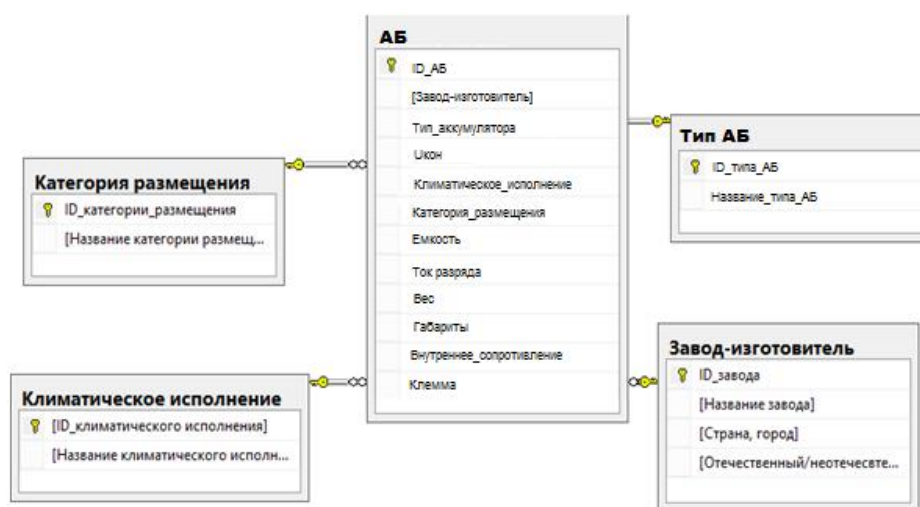 АБ
ID_АБ
[Завод-изготовитель]
Тип_аккумулятора
Uкон
Климатическое_исполнение
Категория_размещения
Емкость
Ток разряда
Вес
Габариты
Внутреннее_сопротивление
Клемма
Категория размещения
ID_категории_размещения
[Название категории размещ...
Климатическое исполнение
[ID_климатического исполнения]
[Название климатического исполн...
Тип АБ
ID_типа_АБ
Название_типа_АБ
Завод-изготовитель
ID_завода
[Название завода]
[Страна, город]
[Отечественный/неотечесвте...